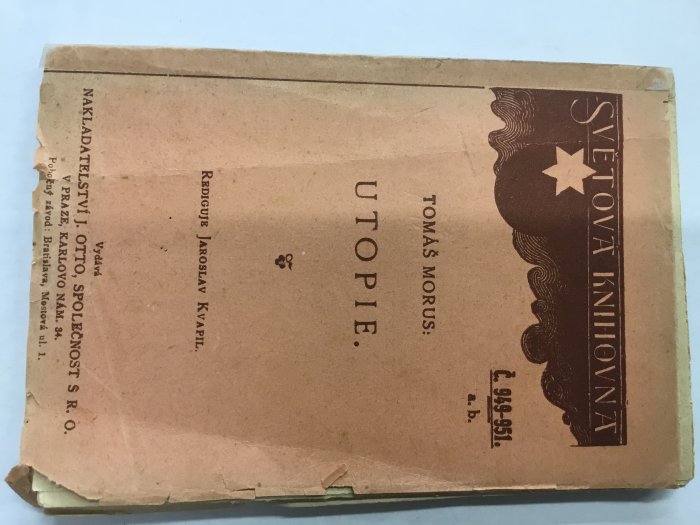 SVĚTOVÁ KNIHOVNA
Č. 949-951.
a. b.
TOMÁŠ MORUS:
UTOPIE.
REDIGUJE JAROSLAV KVAPIL.
Vydává
NAKLADATELSTVÍ J. OTTO, SPOLEČNOST S R. O.
V PRAZE, KARLOVO NÁM. 34.
Pobočný závod: Bratislava, Mostová ul. 1.